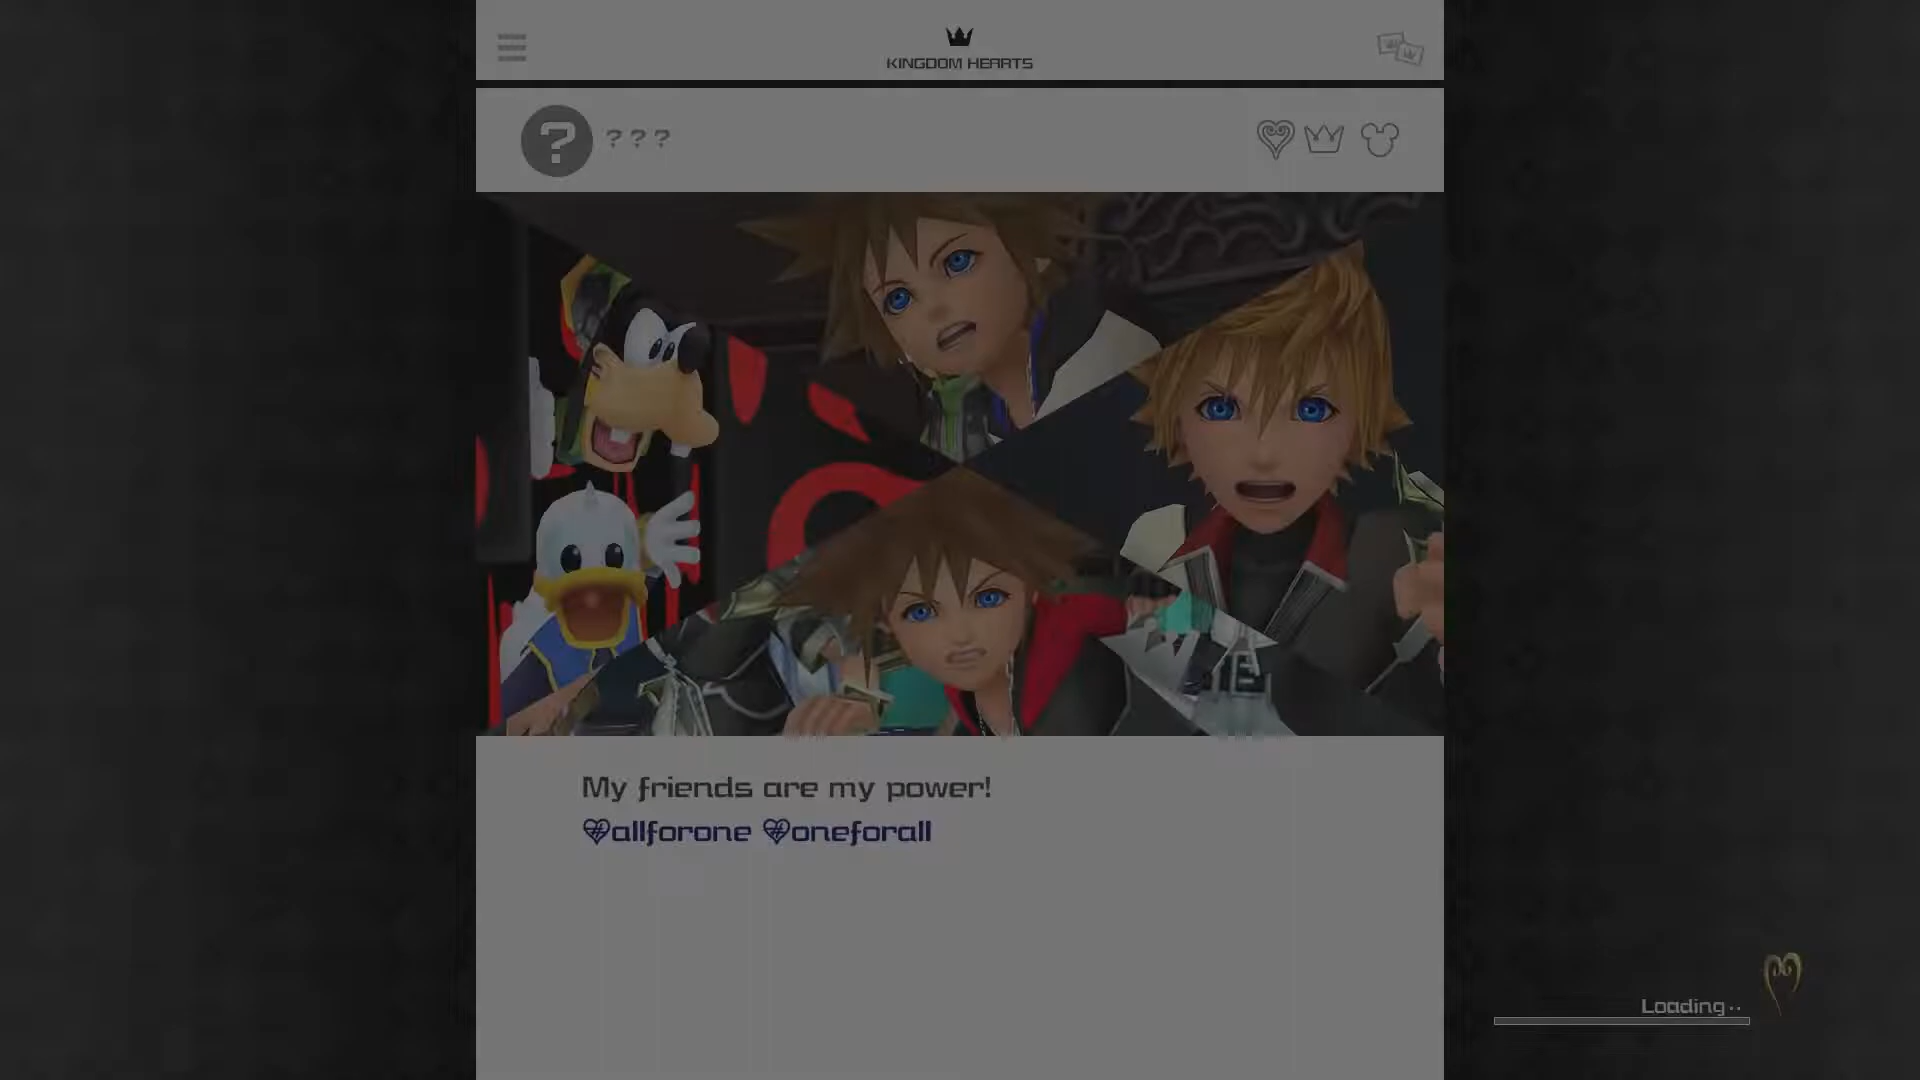 KINGDOM HEARTS
?
? ? ?
My friends are my power!
#allforone #oneforall
Loading··